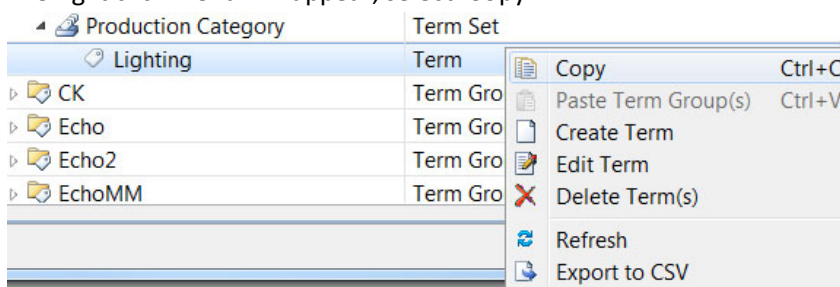 Production Category Term Set
Lighting Term
Copy Ctrl+C
CK Term Gro
Paste Term Group(s) Ctrl+V
Echo Term Gro
Create Term
Echo2 Term Gro
Edit Term
EchoMM Term Gro
Delete Term(s)
Refresh
Export to CSV